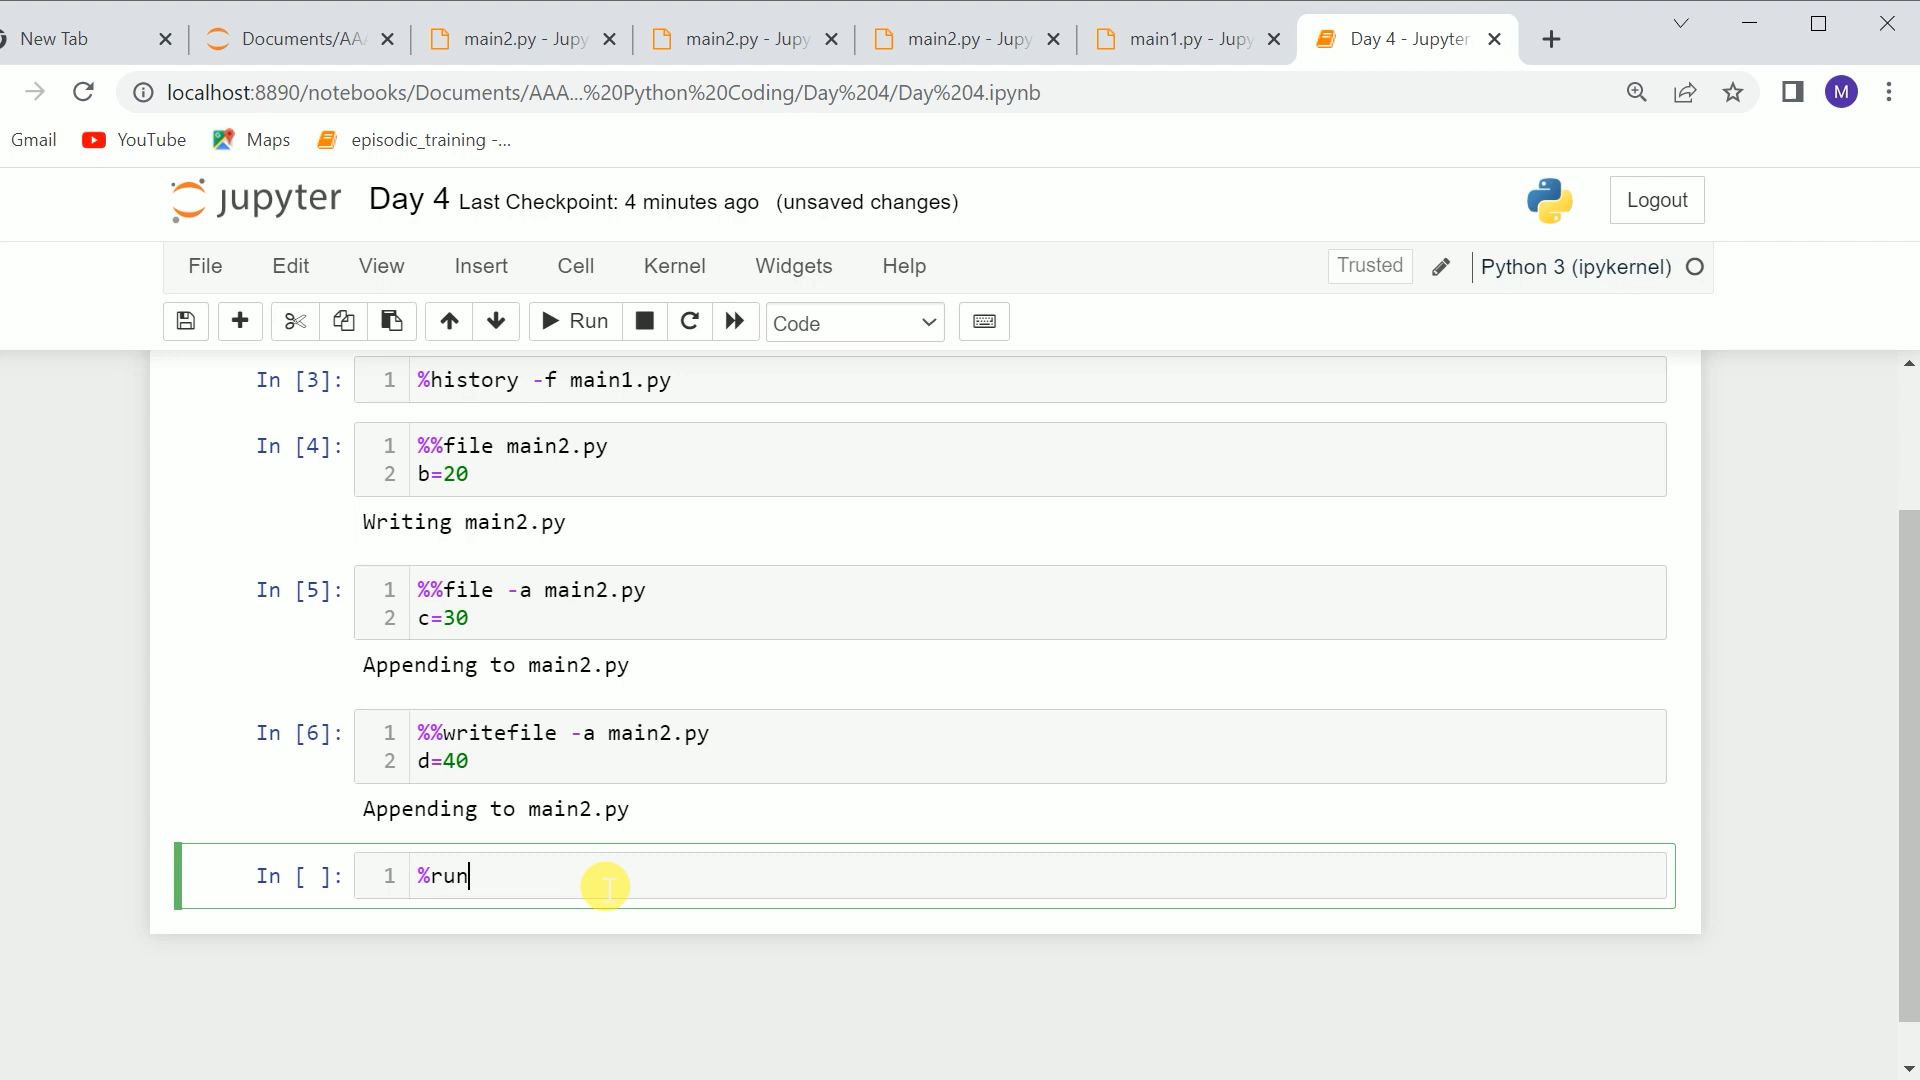 New Tab
Documents/AA
main2.py - Jupy
main2.py - Jupy
main2.py - Jupy
main1.py - Jupy
Day 4 - Jupyter
localhost:8890/notebooks/Documents/AAA...%20Python%20Coding/Day%204/Day%204.ipynb
M
Gmail
YouTube
Maps
episodic_training -...
jupyter
Day 4 Last Checkpoint: 4 minutes ago (unsaved changes)
Logout
File
Edit
View
Insert
Cell
Kernel
Widgets
Help
Trusted
Python 3 (ipykernel)
Run
Code
In [3]: 1 %history -f main1.py
In [4]: 1 %%file main2.py
2 b=20
Writing main2.py
In [5]: 1 %%file -a main2.py
2 c=30
Appending to main2.py
In [6]: 1 %%writefile -a main2.py
2 d=40
Appending to main2.py
In [ ]: 1 %run